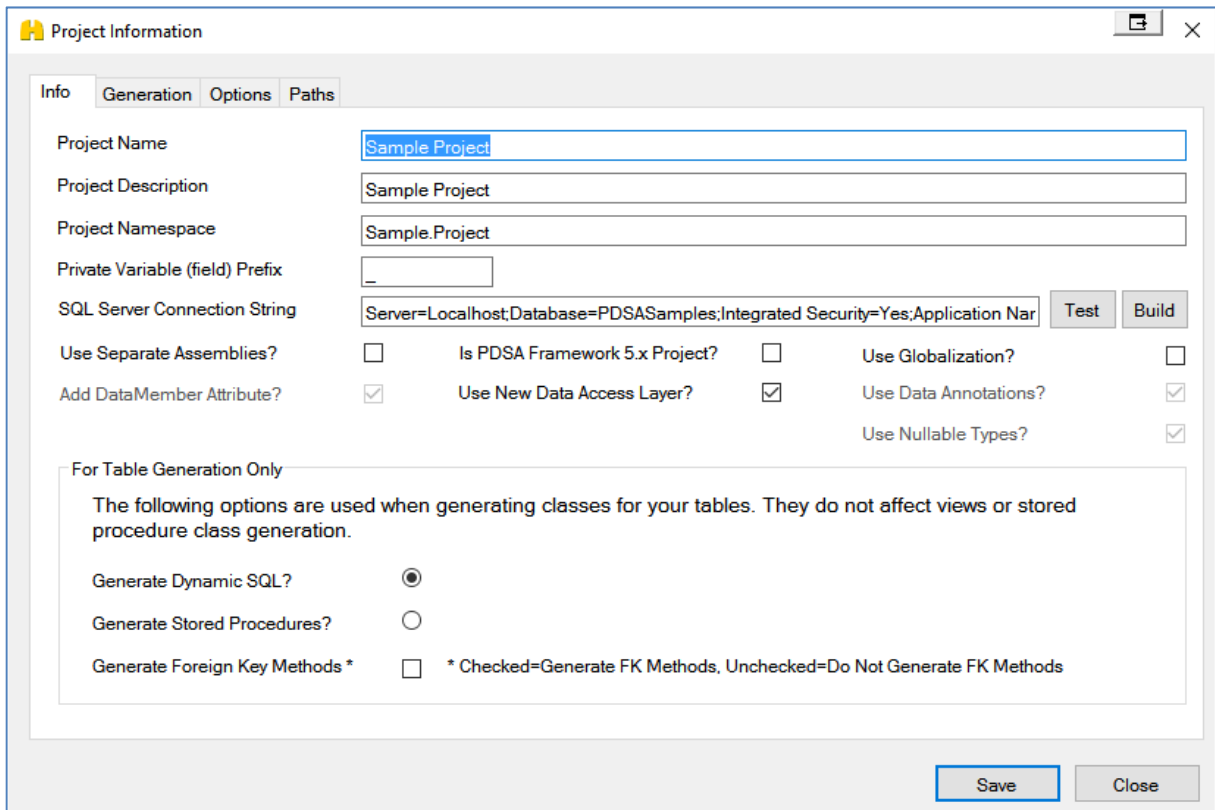 Project Information
Info Generation Options Paths
Project Name Sample Project
Project Description Sample Project
Project Namespace Sample.Project
Private Variable (field) Prefix _
SQL Server Connection String Server=Localhost;Database=PDSASamples;Integrated Security=Yes;Application Nar Test Build
Use Separate Assemblies? Is PDSA Framework 5.x Project? Use Globalization?
Add DataMember Attribute? Use New Data Access Layer? Use Data Annotations?
Use Nullable Types?
For Table Generation Only
The following options are used when generating classes for your tables. They do not affect views or stored
procedure class generation.
Generate Dynamic SQL?
Generate Stored Procedures?
Generate Foreign Key Methods * * Checked=Generate FK Methods, Unchecked=Do Not Generate FK Methods
Save Close